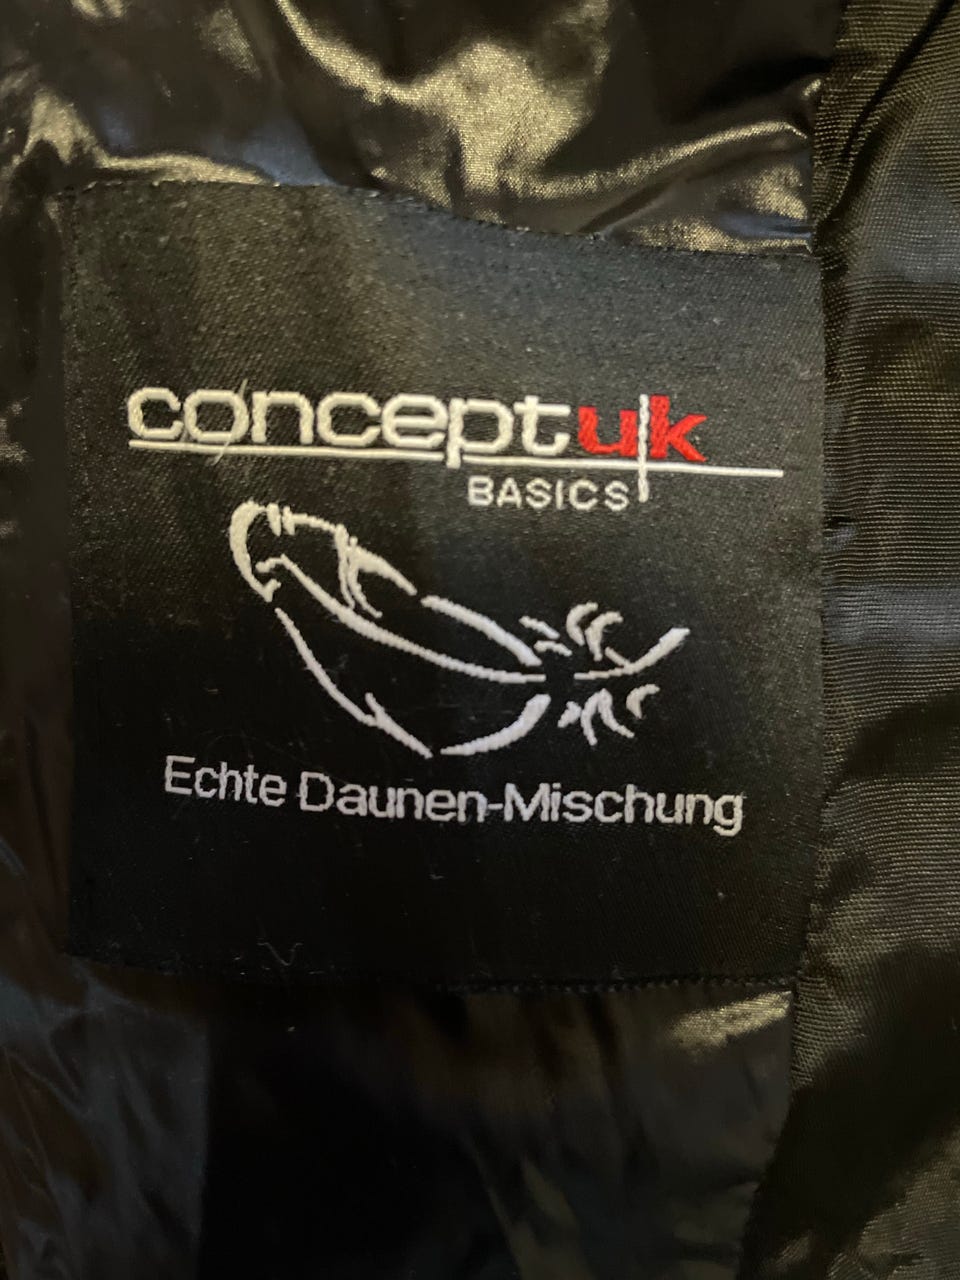 conceptuk
BASICS
Echte Daunen-Mischung